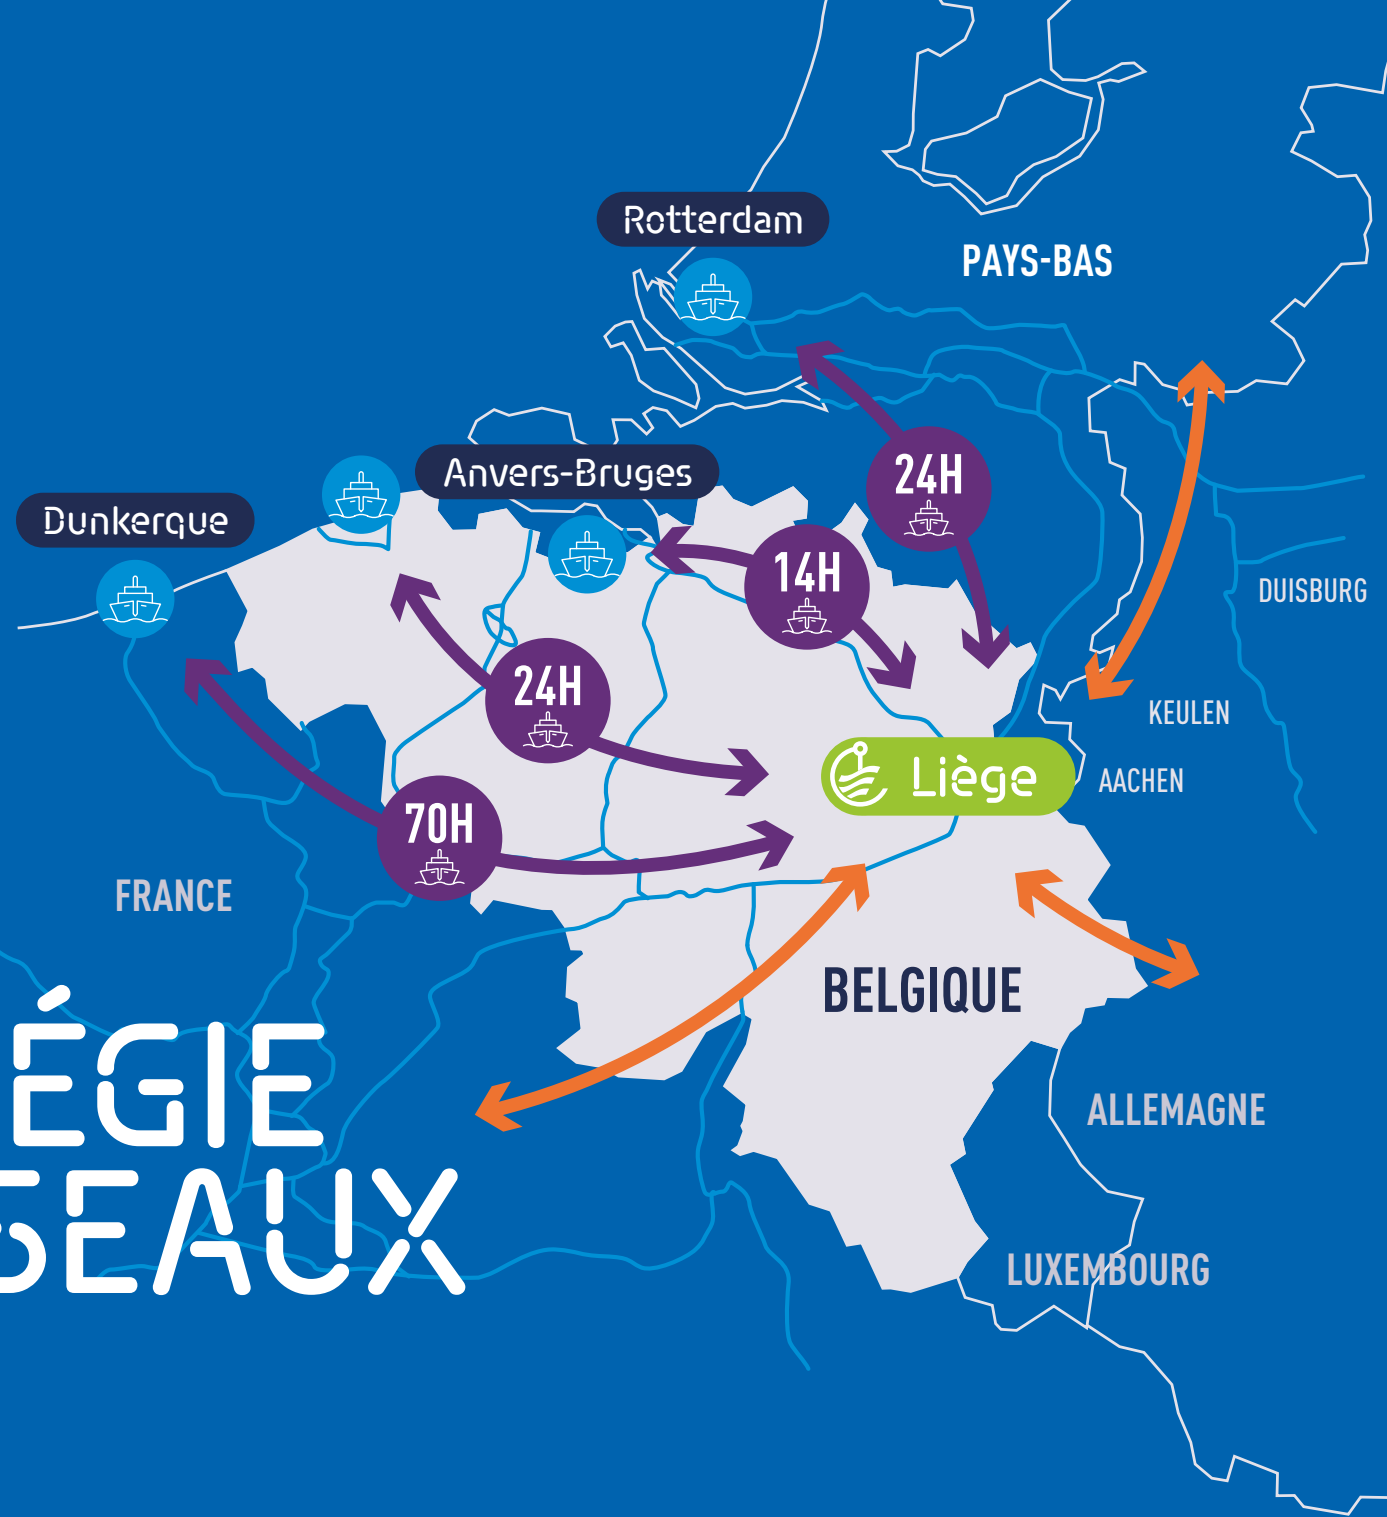 Rotterdam
PAYS-BAS
Anvers-Bruges
24H
Dunkerque
14H
DUISBURG
24H
KEULEN
Liège
AACHEN
70H
FRANCE
BELGIQUE
ÉGIE
SEAUX
ALLEMAGNE
LUXEMBOURG